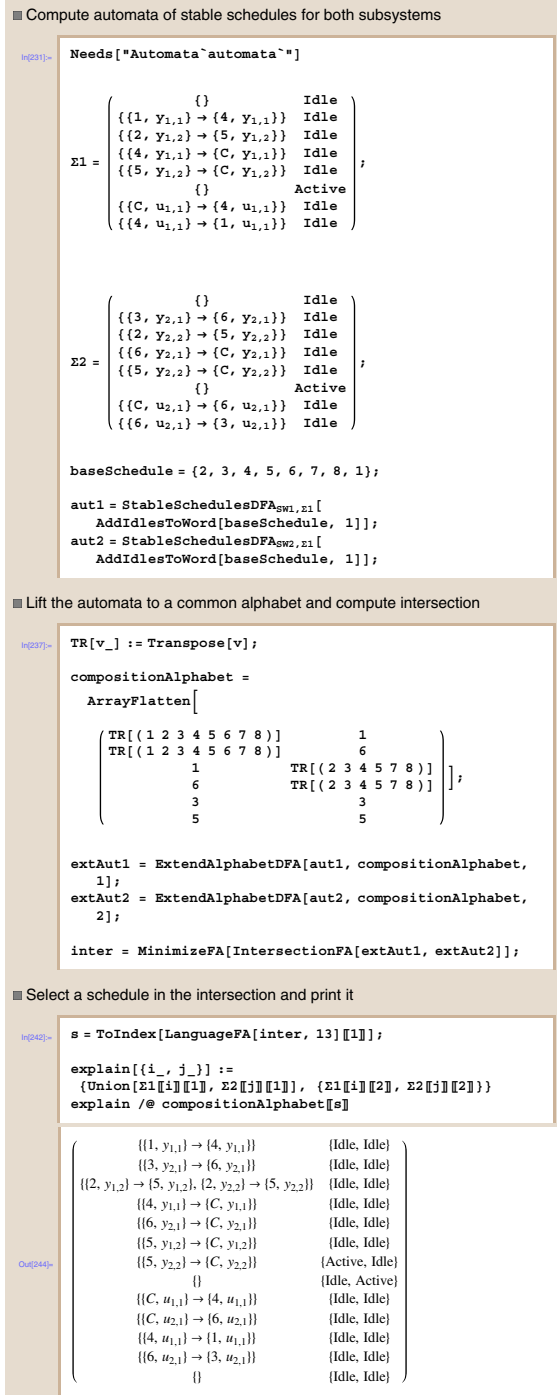 Compute automata of stable schedules for both subsystems
In[231]:= Needs["Automata`automata`"]
Σ1 =
{} Idle
{{1, y1,1} → {4, y1,1}} Idle
{{2, y1,2} → {5, y1,2}} Idle
{{4, y1,1} → {C, y1,1}} Idle
{{5, y1,2} → {C, y1,2}} Idle
{} Active
{{C, u1,1} → {4, u1,1}} Idle
{{4, u1,1} → {1, u1,1}} Idle
;
Σ2 =
{} Idle
{{3, y2,1} → {6, y2,1}} Idle
{{2, y2,2} → {5, y2,2}} Idle
{{6, y2,1} → {C, y2,1}} Idle
{{5, y2,2} → {C, y2,2}} Idle
{} Active
{{C, u2,1} → {6, u2,1}} Idle
{{6, u2,1} → {3, u2,1}} Idle
;
baseSchedule = {2, 3, 4, 5, 6, 7, 8, 1};
aut1 = StableSchedulesDFASW1,Σ1[
AddIdlesToWord[baseSchedule, 1]];
aut2 = StableSchedulesDFASW2,Σ1[
AddIdlesToWord[baseSchedule, 1]];
Lift the automata to a common alphabet and compute intersection
In[237]:= TR[v_] := Transpose[v];
compositionAlphabet =
ArrayFlatten[
TR[(1 2 3 4 5 6 7 8)] 1
TR[(1 2 3 4 5 6 7 8)] 6
1 TR[(2 3 4 5 7 8)]
6 TR[(2 3 4 5 7 8)]
3 3
5 5
];
extAut1 = ExtendAlphabetDFA[aut1, compositionAlphabet,
1];
extAut2 = ExtendAlphabetDFA[aut2, compositionAlphabet,
2];
inter = MinimizeFA[IntersectionFA[extAut1, extAut2]];
Select a schedule in the intersection and print it
In[242]:= s = ToIndex[LanguageFA[inter, 13]⟦1⟧];
explain[{i_, j_}] :=
{Union[Σ1⟦i⟧⟦1⟧, Σ2⟦j⟧⟦1⟧], {Σ1⟦i⟧⟦2⟧, Σ2⟦j⟧⟦2⟧}}
explain /@ compositionAlphabet⟦s⟧
Out[244]=
{{1, y1,1} → {4, y1,1}} {Idle, Idle}
{{3, y2,1} → {6, y2,1}} {Idle, Idle}
{{2, y1,2} → {5, y1,2}, {2, y2,2} → {5, y2,2}} {Idle, Idle}
{{4, y1,1} → {C, y1,1}} {Idle, Idle}
{{6, y2,1} → {C, y2,1}} {Idle, Idle}
{{5, y1,2} → {C, y1,2}} {Idle, Idle}
{{5, y2,2} → {C, y2,2}} {Active, Idle}
{} {Idle, Active}
{{C, u1,1} → {4, u1,1}} {Idle, Idle}
{{C, u2,1} → {6, u2,1}} {Idle, Idle}
{{4, u1,1} → {1, u1,1}} {Idle, Idle}
{{6, u2,1} → {3, u2,1}} {Idle, Idle}
{} {Idle, Idle}